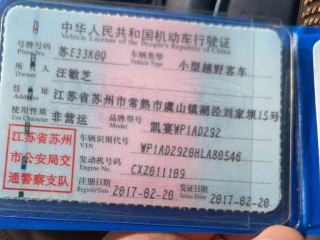 中华人民共和国机动车行驶证
Vehicle License of the People's Republic of China
号牌号码 苏E33K0Q 车辆类型 小型越野客车
Plate No. Vehicle Type
所有人 汪敏芝
Owner
住址 江苏省苏州市常熟市虞山镇湖泾刘家坝15号
Address
使用性质 非营运 品牌型号 凯宴WP1AD292
Use Character Model
江苏省苏州
市公安局交
通警察支队
车辆识别代号 WP1AD2920HLA80546
VIN
发动机号码 CXZ011109
Engine No.
注册日期 2017-02-20 发证日期 2017-02-20
Register Date Issue Date